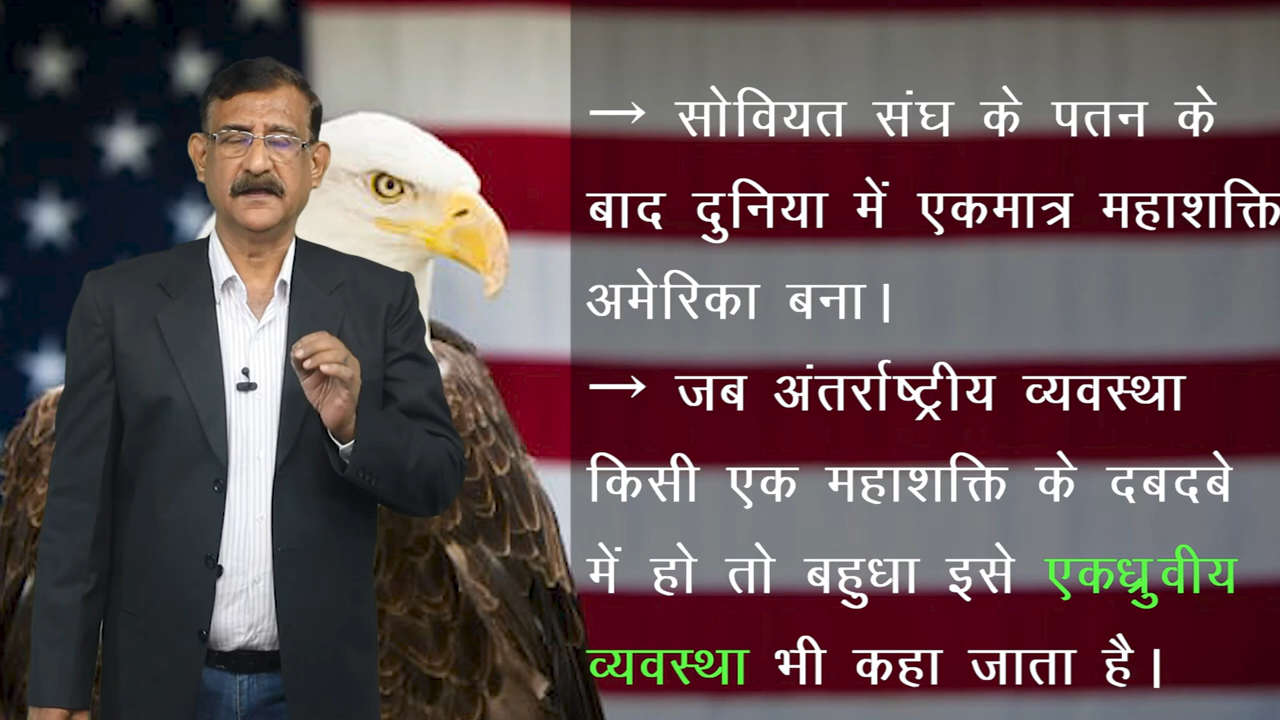 → सोवियत संघ के पतन के
बाद दुनिया में एकमात्र महाशक्ति
अमेरिका बना।
→ जब अंतर्राष्ट्रीय व्यवस्था
किसी एक महाशक्ति के दबदबे
में हो तो बहुधा इसे एकध्रुवीय
व्यवस्था भी कहा जाता है।